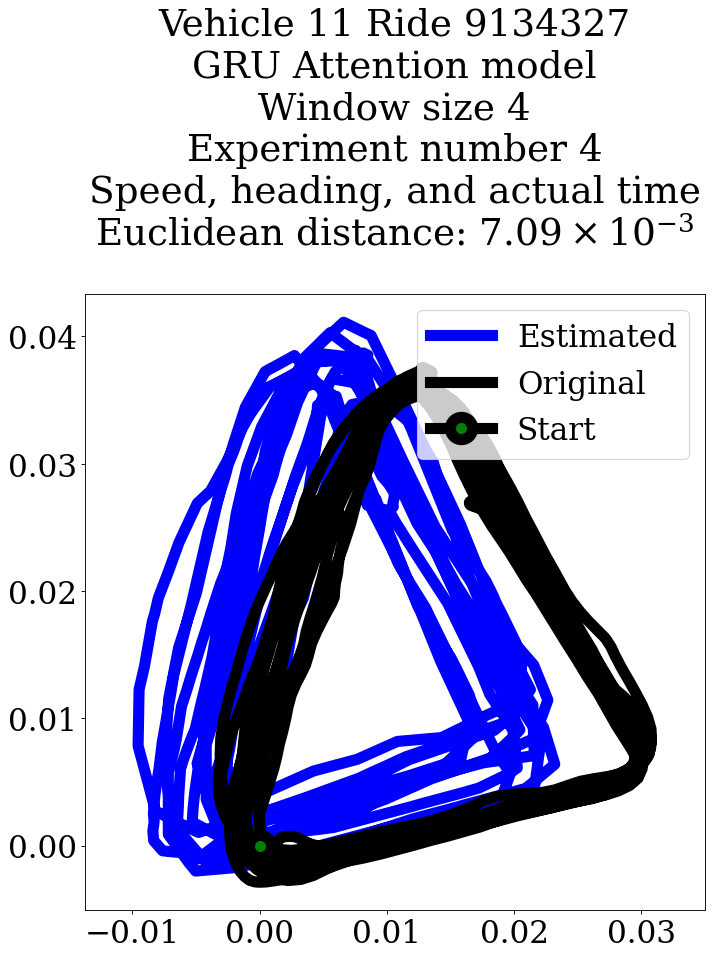 Vehicle 11 Ride 9134327
GRU Attention model
Window size 4
Experiment number 4
Speed, heading, and actual time
Euclidean distance: 7.09 × 10⁻³
Estimated
Original
Start
0.04
0.03
0.02
0.01
0.00
−0.01 0.00 0.01 0.02 0.03